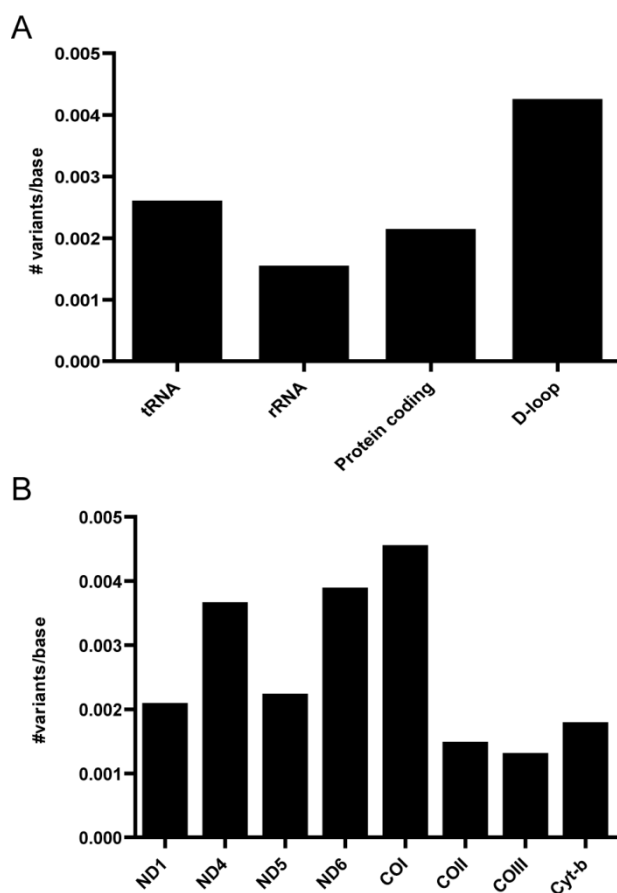 A
0.005
0.004
0.003
0.002
0.001
0.000
# variants/base
tRNA
rRNA
Protein coding
D-loop
B
0.005
0.004
0.003
0.002
0.001
0.000
#variants/base
ND1
ND4
ND5
ND6
COI
COII
COIII
Cyt-b